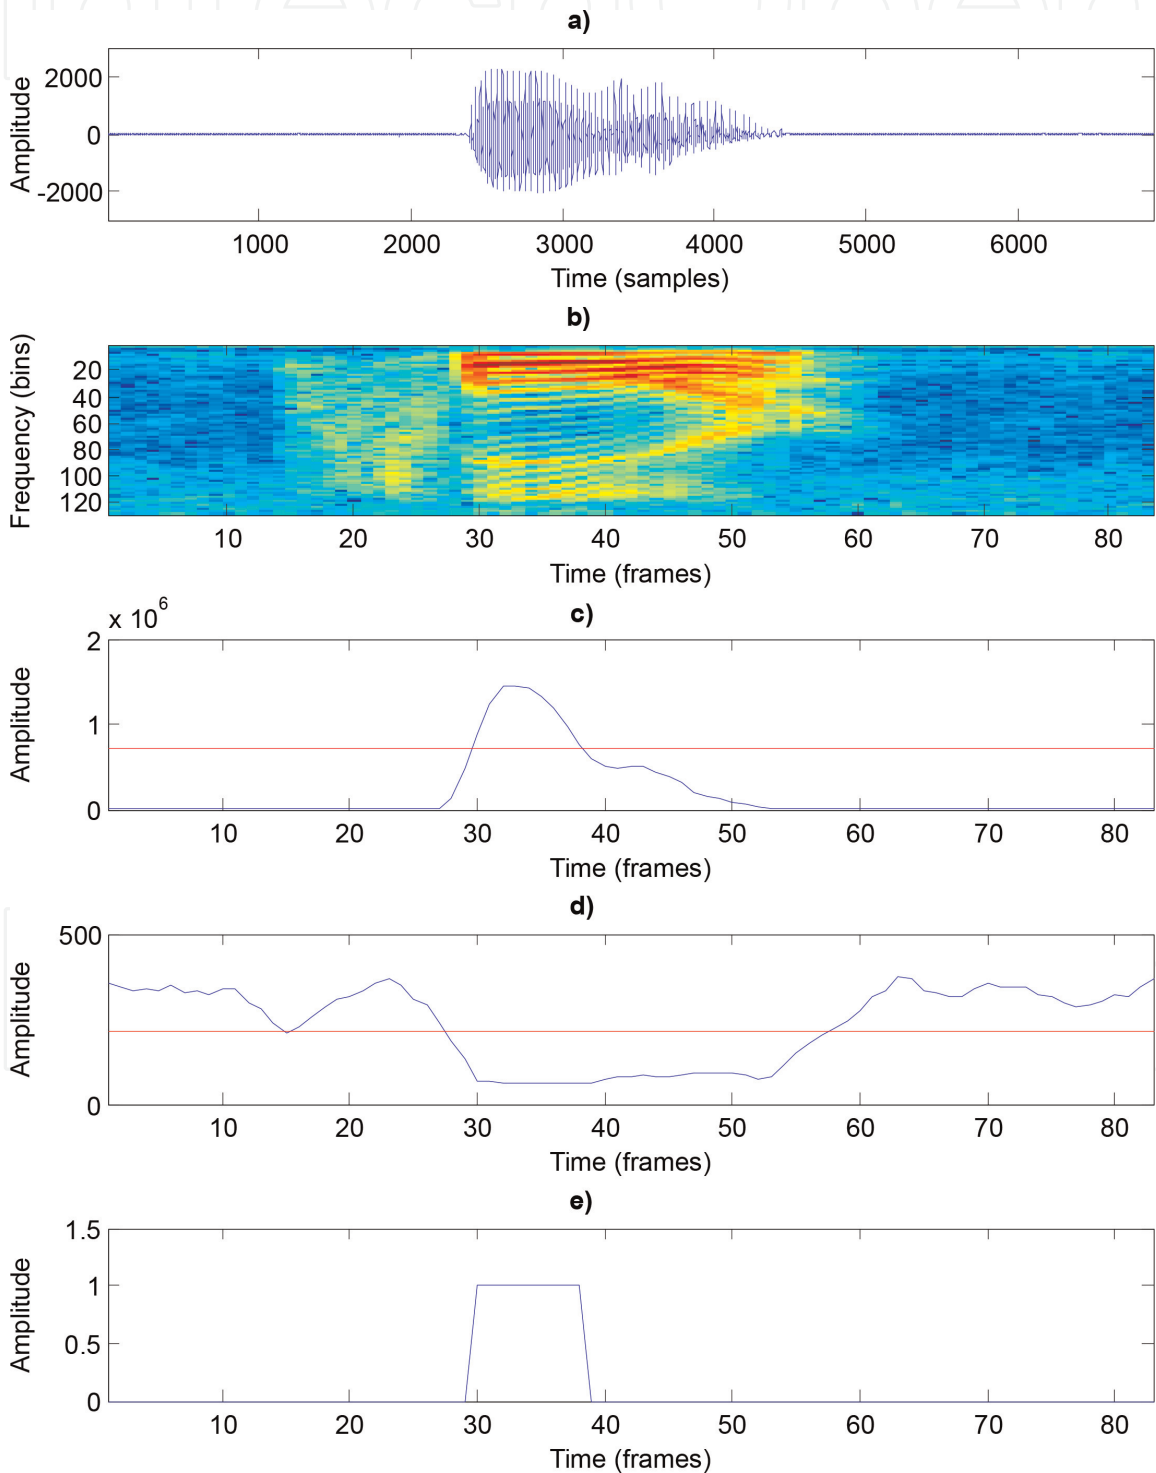 a)
Amplitude
2000
0
-2000
1000 2000 3000 4000 5000 6000
Time (samples)
b)
Frequency (bins)
20
40
60
80
100
120
10 20 30 40 50 60 70 80
Time (frames)
c)
x 10^6
Amplitude
2
1
0
10 20 30 40 50 60 70 80
Time (frames)
d)
Amplitude
500
0
10 20 30 40 50 60 70 80
Time (frames)
e)
Amplitude
1.5
1
0.5
0
10 20 30 40 50 60 70 80
Time (frames)